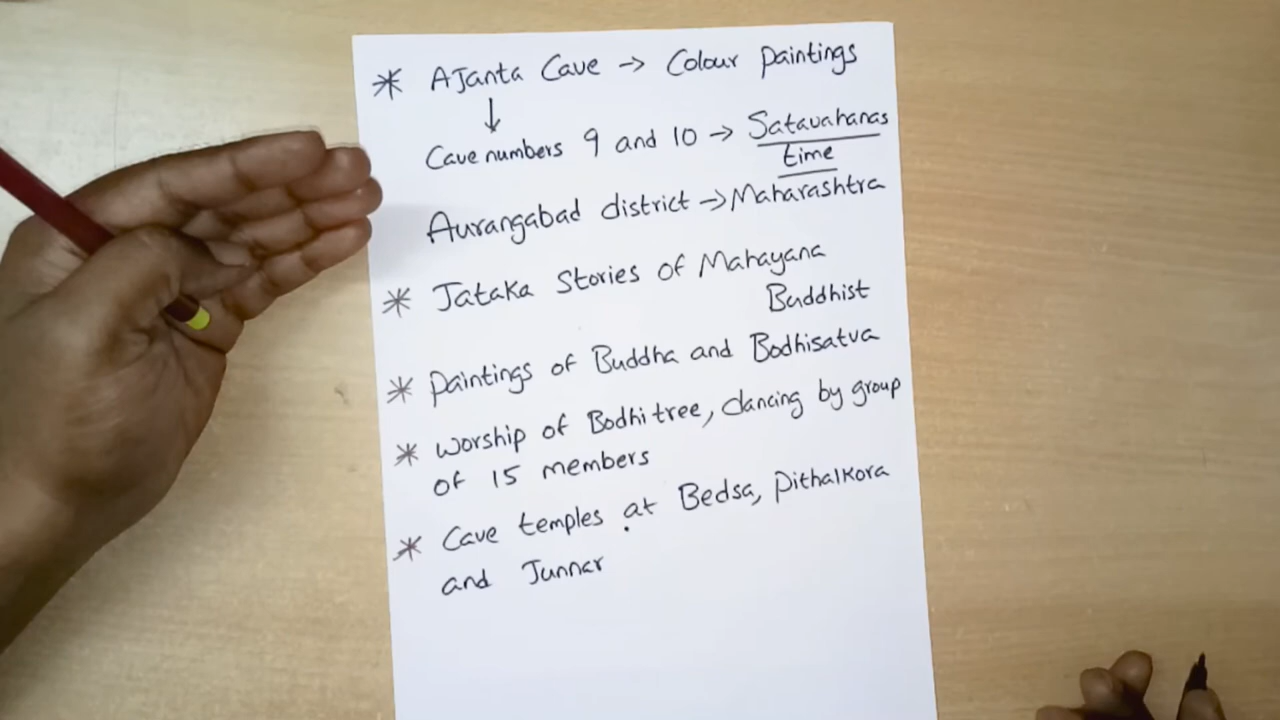 * AJanta Cave → Colour Paintings
↓
Cave numbers 9 and 10 → Satavahanas
time
Aurangabad district → Maharashtra
* Jataka Stories of Mahayana
Buddhist
* Paintings of Buddha and Bodhisatva
* worship of Bodhi tree, dancing by group
of 15 members
* Cave temples at Bedsa, Pithalkora
and Junnar